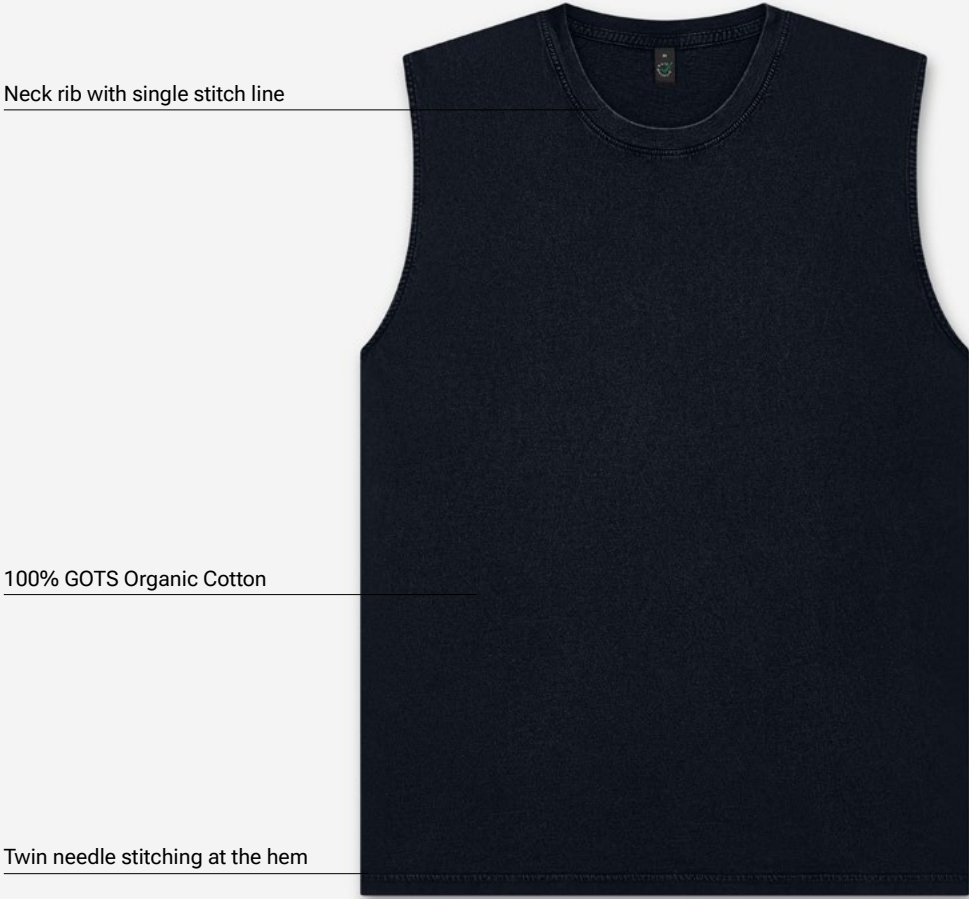 Neck rib with single stitch line
100% GOTS Organic Cotton
Twin needle stitching at the hem